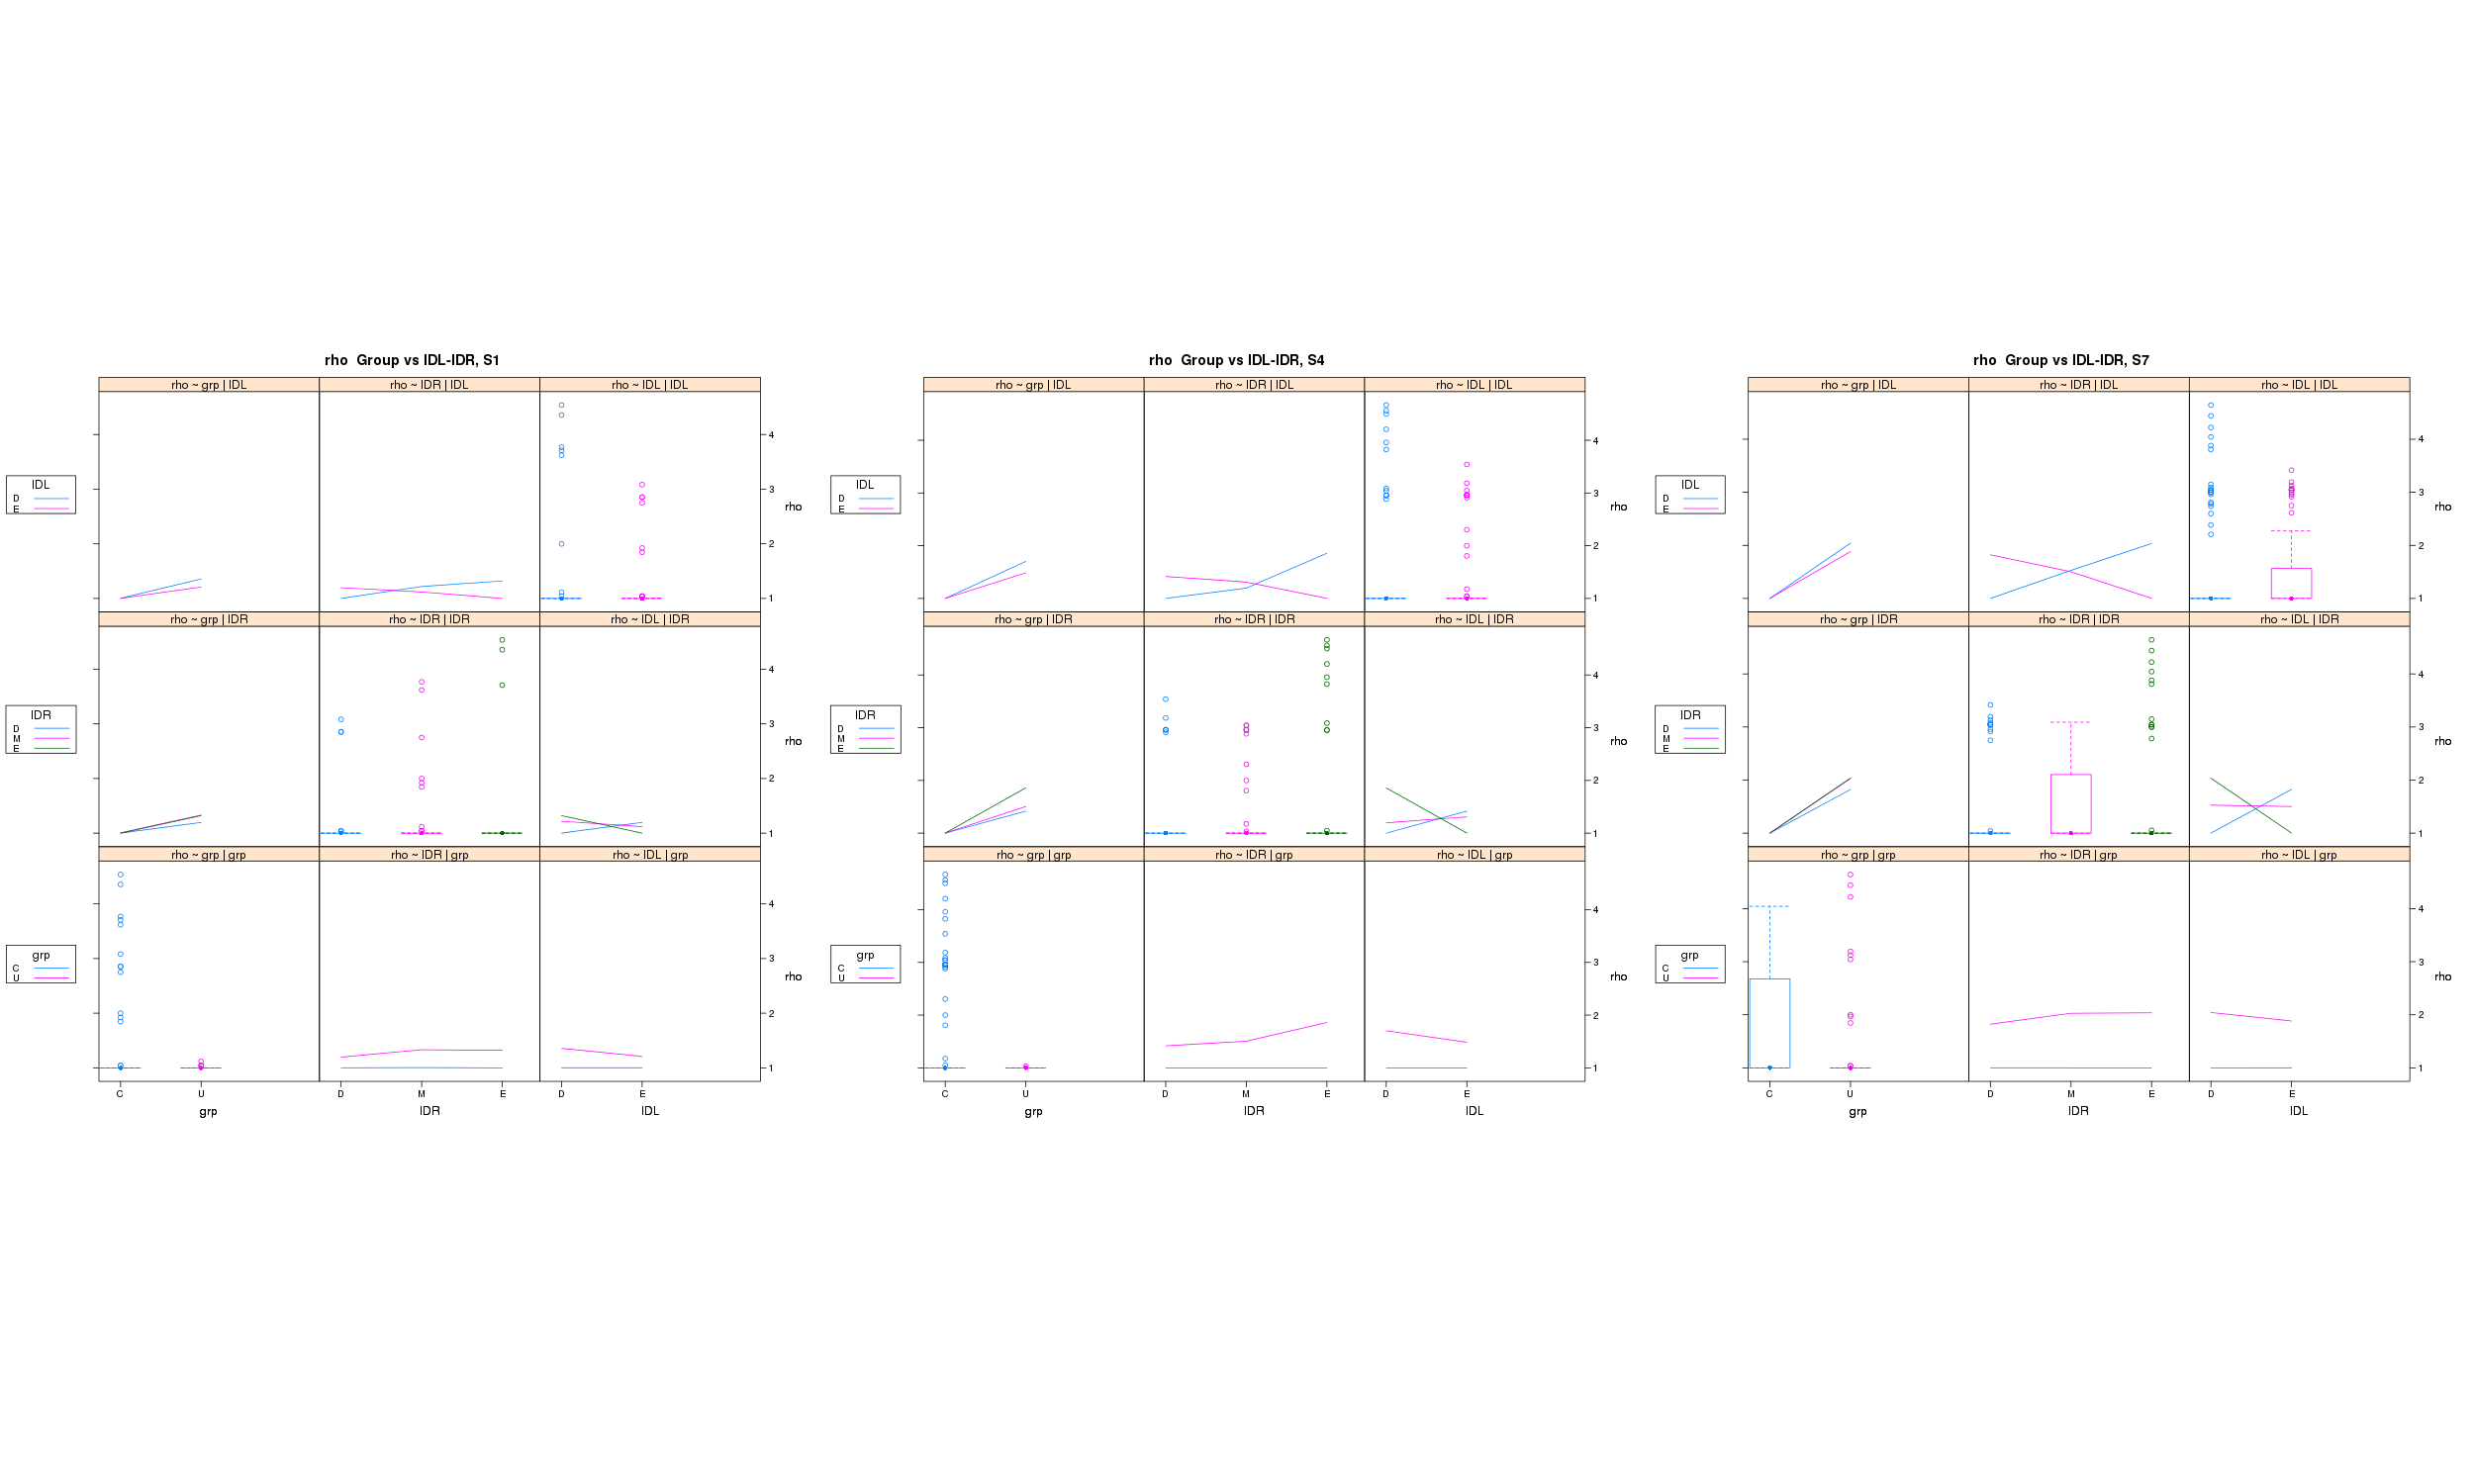 rho  Group vs IDL-IDR, S1
rho ~ grp | IDL
rho ~ IDR | IDL
rho ~ IDL | IDL
IDL
D
E
4
3
2
1
rho
rho ~ grp | IDR
rho ~ IDR | IDR
rho ~ IDL | IDR
IDR
D
M
E
4
3
2
1
rho
rho ~ grp | grp
rho ~ IDR | grp
rho ~ IDL | grp
grp
C
U
4
3
2
1
rho
C U D M E D E
grp IDR IDL
rho  Group vs IDL-IDR, S4
rho ~ grp | IDL
rho ~ IDR | IDL
rho ~ IDL | IDL
IDL
D
E
4
3
2
1
rho
rho ~ grp | IDR
rho ~ IDR | IDR
rho ~ IDL | IDR
IDR
D
M
E
4
3
2
1
rho
rho ~ grp | grp
rho ~ IDR | grp
rho ~ IDL | grp
grp
C
U
4
3
2
1
rho
C U D M E D E
grp IDR IDL
rho  Group vs IDL-IDR, S7
rho ~ grp | IDL
rho ~ IDR | IDL
rho ~ IDL | IDL
IDL
D
E
4
3
2
1
rho
rho ~ grp | IDR
rho ~ IDR | IDR
rho ~ IDL | IDR
IDR
D
M
E
4
3
2
1
rho
rho ~ grp | grp
rho ~ IDR | grp
rho ~ IDL | grp
grp
C
U
4
3
2
1
rho
C U D M E D E
grp IDR IDL